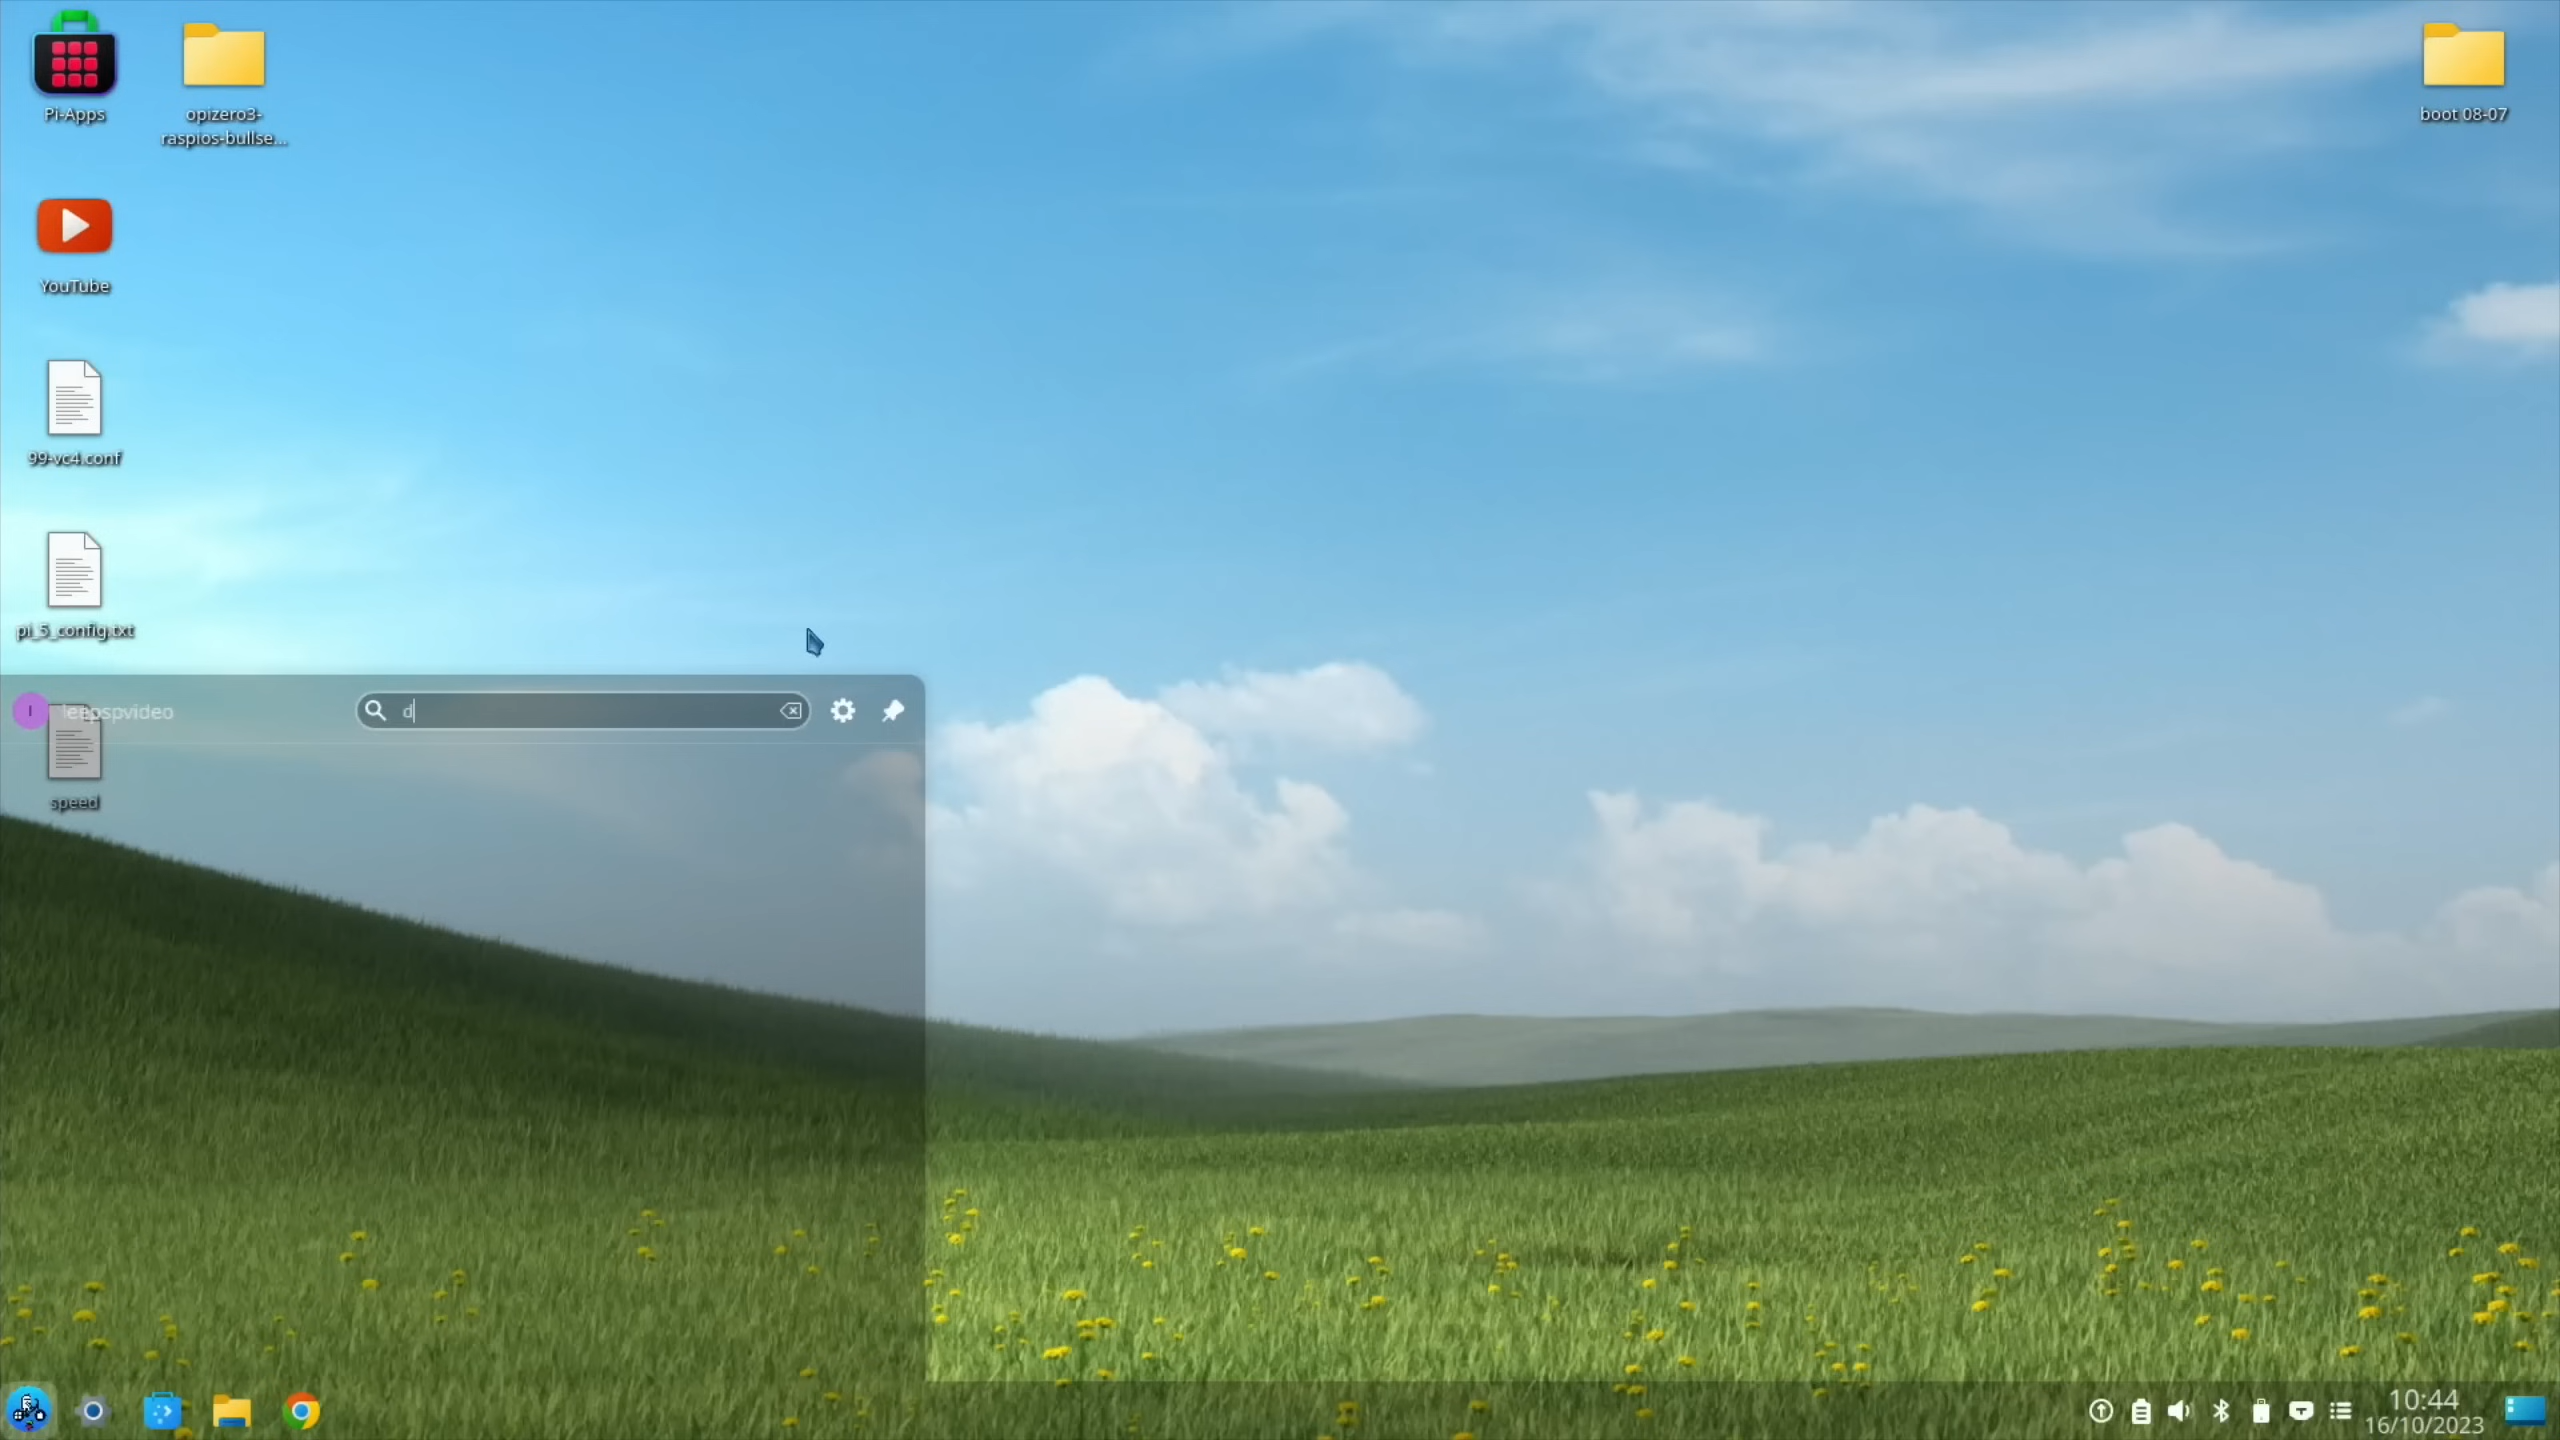 Pi-Apps
opizero3-
raspios-bullse...
boot 08-07
YouTube
99-vc4.conf
pi_5_config.txt
leepspvideo
d
speed
10:44
16/10/2023